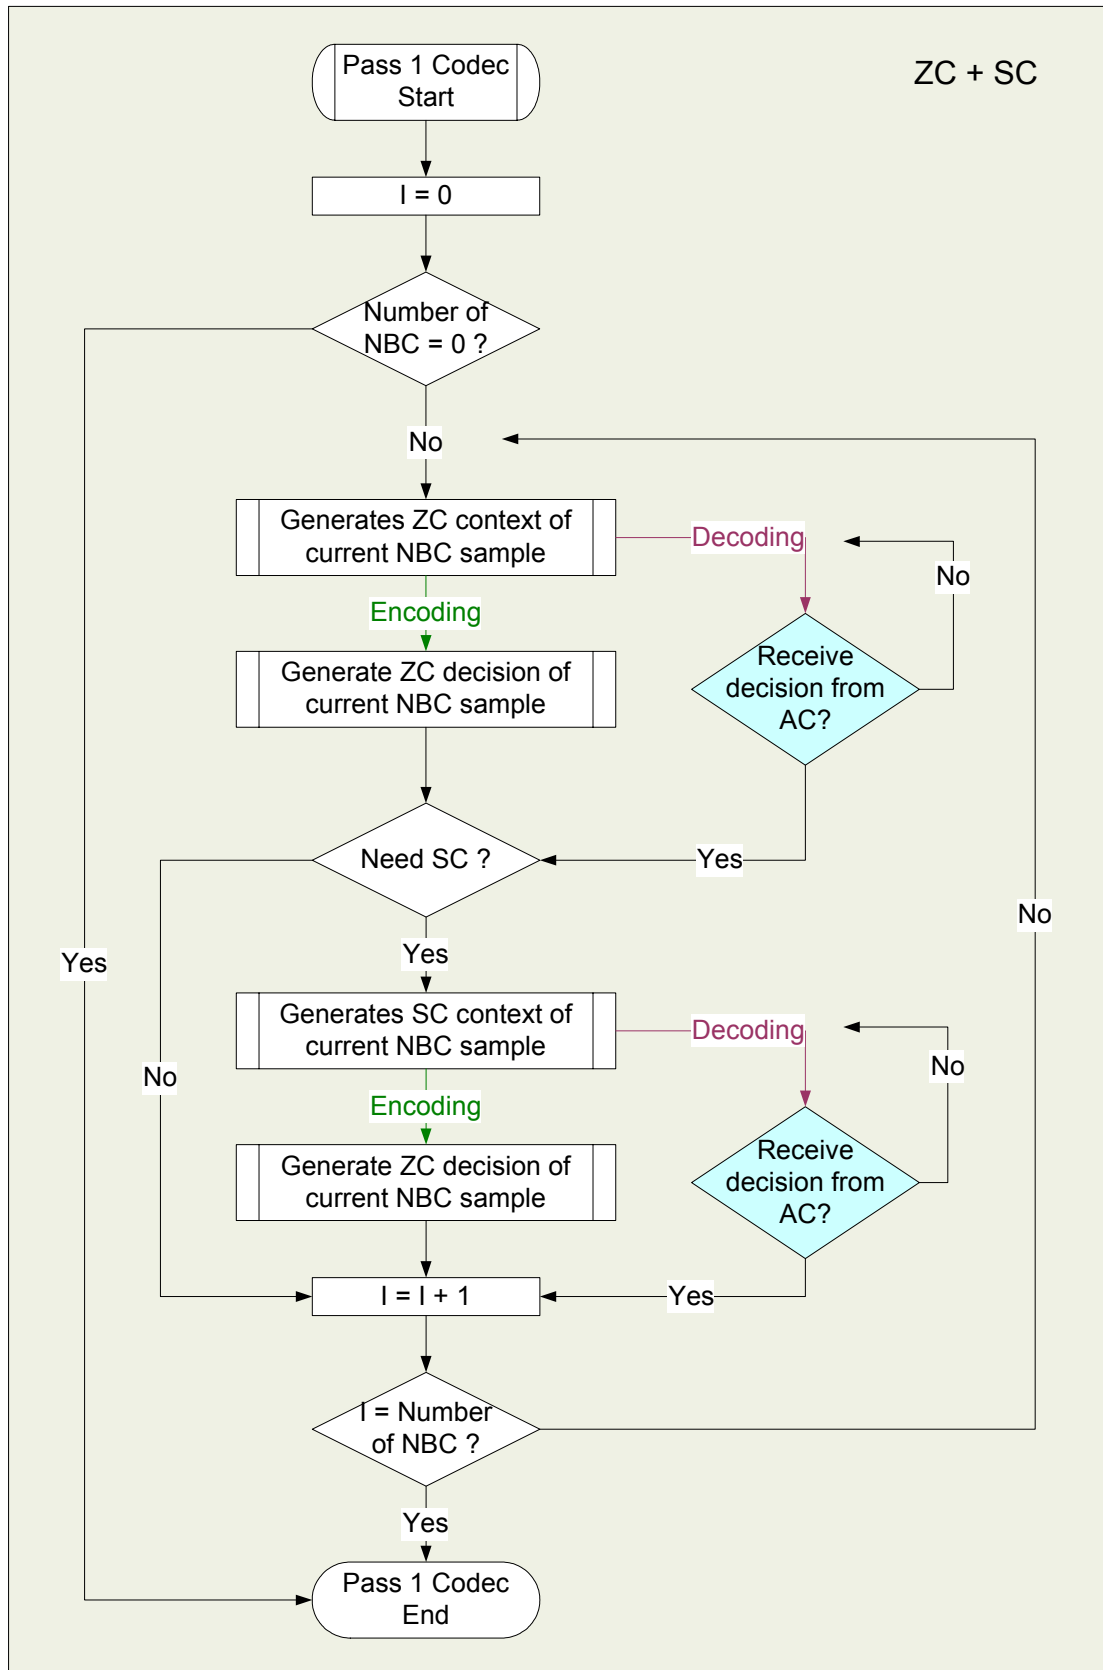 Pass 1 Codec
Start
ZC + SC
I = 0
Number of
NBC = 0 ?
No
Generates ZC context of
current NBC sample
Decoding
No
Encoding
Receive
decision from
AC?
Generate ZC decision of
current NBC sample
Need SC ?
Yes
No
Yes
Yes
Generates SC context of
current NBC sample
Decoding
No
No
Encoding
Receive
decision from
AC?
Generate ZC decision of
current NBC sample
I = I + 1
Yes
I = Number
of NBC ?
Yes
Pass 1 Codec
End